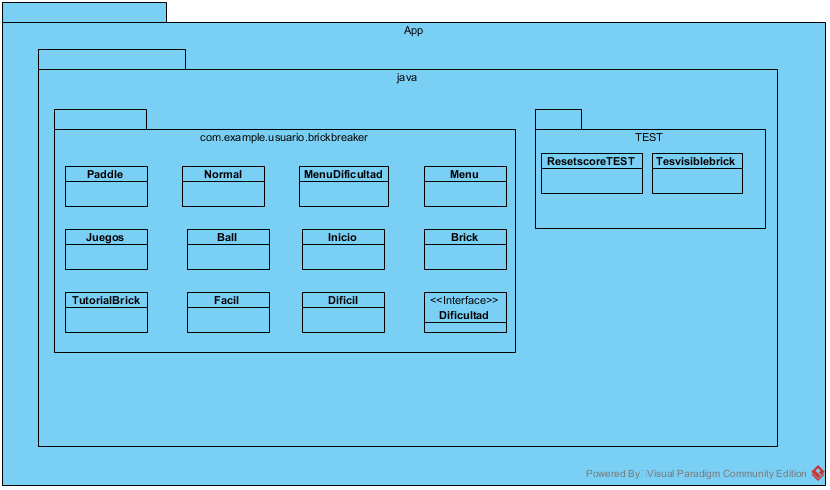 App
java
com.example.usuario.brickbreaker
TEST
Paddle
Normal
MenuDificultad
Menu
ResetscoreTEST
Tesvisiblebrick
Juegos
Ball
Inicio
Brick
TutorialBrick
Facil
Dificil
<<Interface>>
Dificultad
Powered By Visual Paradigm Community Edition